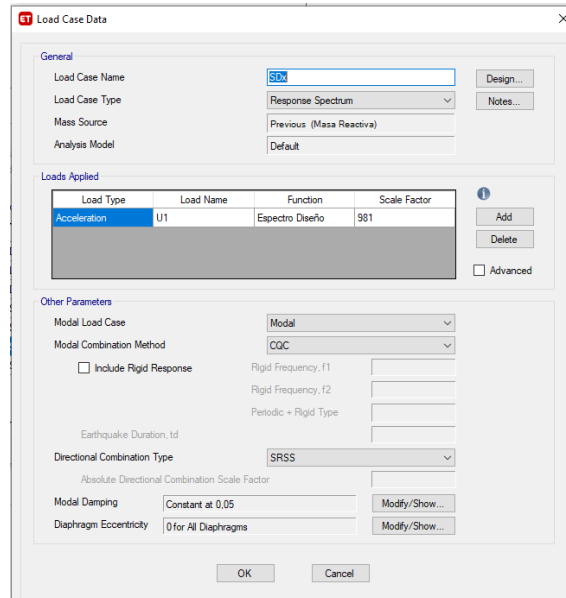 ET Load Case Data
General
Load Case Name SDx Design...
Load Case Type Response Spectrum Notes...
Mass Source Previous (Masa Reactiva)
Analysis Model Default
Loads Applied
Load Type Load Name Function Scale Factor
Acceleration U1 Espectro Diseño 981
Add
Delete
Advanced
Other Parameters
Modal Load Case Modal
Modal Combination Method CQC
Include Rigid Response Rigid Frequency, f1
Rigid Frequency, f2
Periodic + Rigid Type
Earthquake Duration, td
Directional Combination Type SRSS
Absolute Directional Combination Scale Factor
Modal Damping Constant at 0,05 Modify/Show...
Diaphragm Eccentricity 0 for All Diaphragms Modify/Show...
OK Cancel